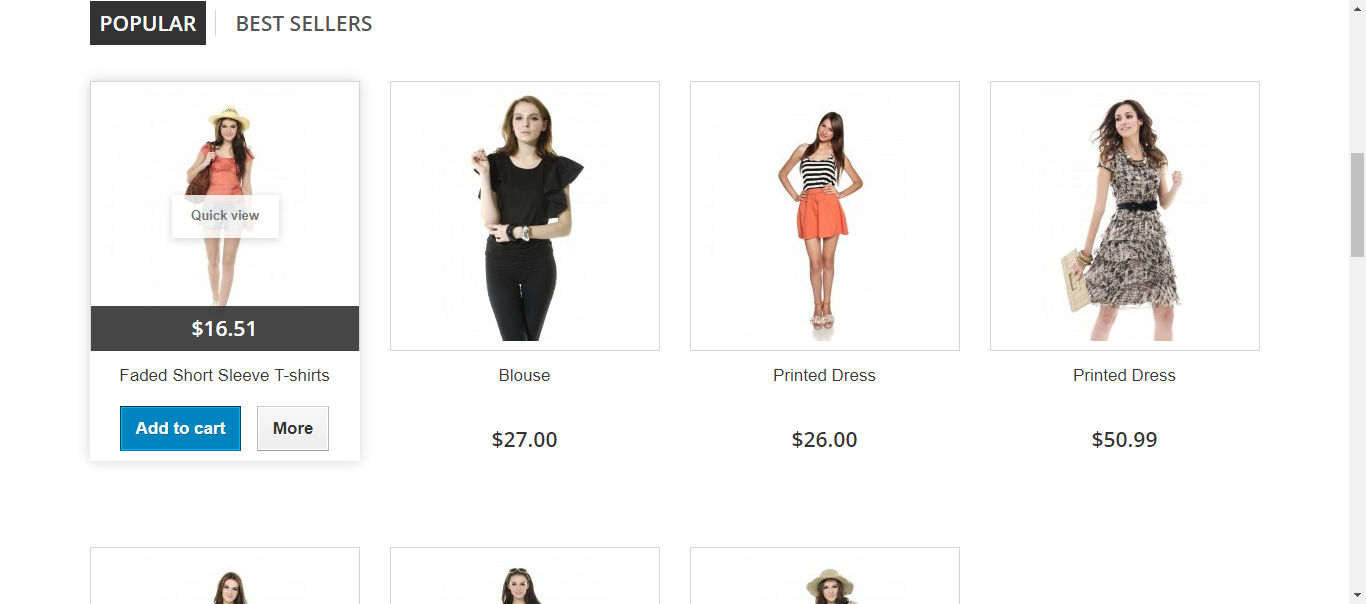 POPULAR
BEST SELLERS
Quick view
$16.51
Faded Short Sleeve T-shirts
Add to cart
More
Blouse
$27.00
Printed Dress
$26.00
Printed Dress
$50.99